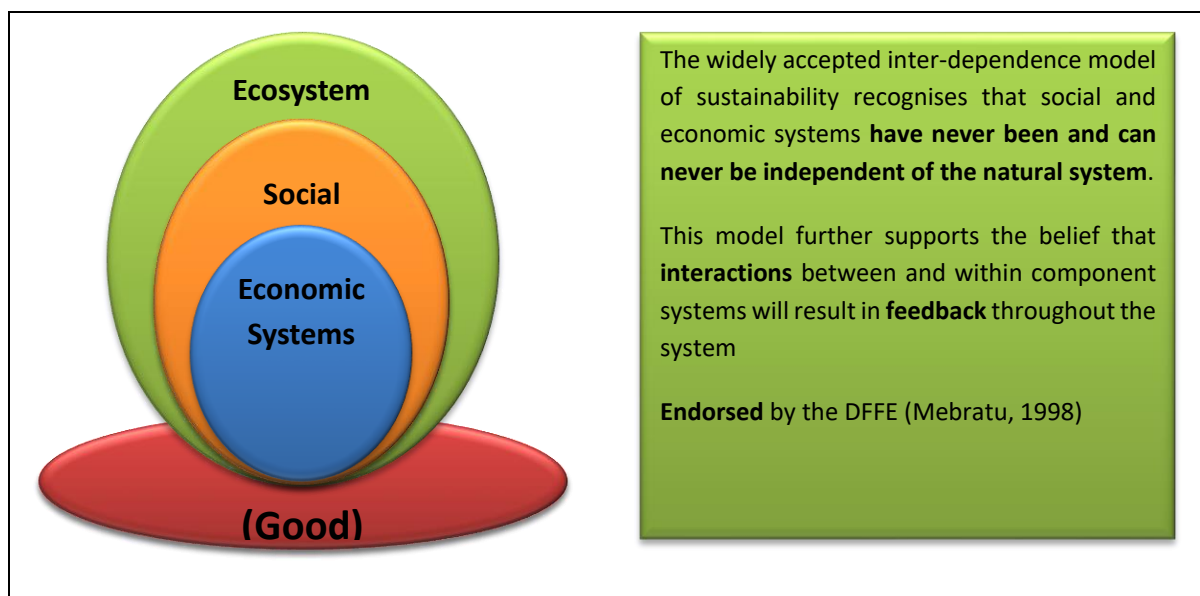 Ecosystem
Social
Economic
Systems
(Good)
The widely accepted inter-dependence model
of sustainability recognises that social and
economic systems have never been and can
never be independent of the natural system.
This model further supports the belief that
interactions between and within component
systems will result in feedback throughout the
system
Endorsed by the DFFE (Mebratu, 1998)